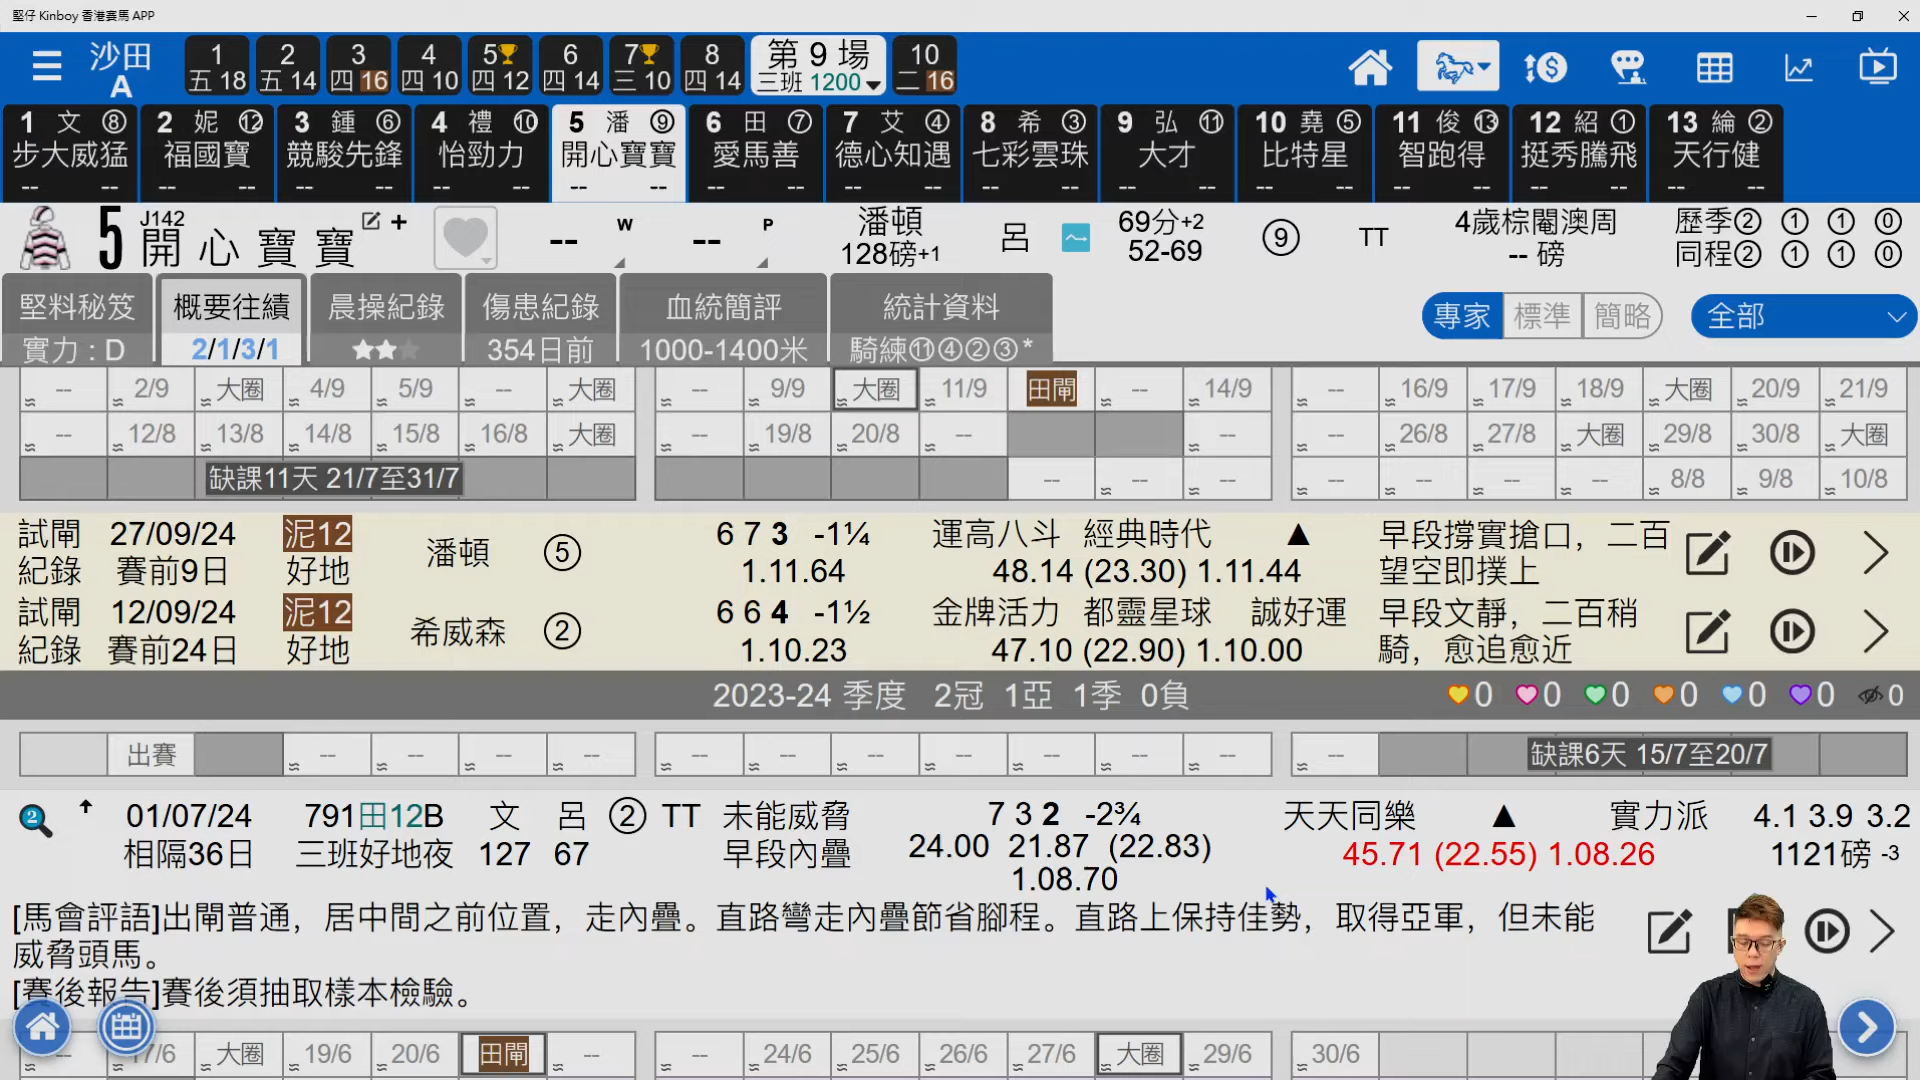 堅仔 Kinboy 香港賽馬 APP
沙田 A
1 2 3 4 5 6 7 8 第 9 場 10
五 18 五 14 四 16 四 10 四 12 四 14 三 10 四 14 三班 1200 二 16
1 文 ⑧ 2 妮 ⑫ 3 鍾 ⑥ 4 禮 ⑩ 5 潘 ⑨ 6 田 ⑦ 7 艾 ④ 8 希 ③ 9 弘 ⑪ 10 堯 ⑤ 11 俊 ⑬ 12 紹 ① 13 綸 ②
步大威猛 福國寶 競駿先鋒 怡勁力 開心寶寶 愛馬善 德心知遇 七彩雲珠 大才 比特星 智跑得 挺秀騰飛 天行健
-- -- -- -- -- -- -- -- -- -- -- -- -- -- -- -- -- -- -- -- -- -- -- -- -- --
5 J142 + -- W -- P 潘頓 呂 69分+2 ⑨ TT 4歲棕閹澳周 歷季② ① ① ⓪
開心寶寶 128磅+1 52-69 -- 磅 同程② ① ① ⓪
堅料秘笈 概要往績 晨操紀錄 傷患紀錄 血統簡評 統計資料 專家 標準 簡略 全部
實力 : D 2/1/3/1 ★★★ 354日前 1000-1400米 騎練⑪④②③*
-- 2/9 大圈 4/9 5/9 -- 大圈 -- 9/9 大圈 11/9 田閘 -- 14/9 -- 16/9 17/9 18/9 大圈 20/9 21/9
-- 12/8 13/8 14/8 15/8 16/8 大圈 -- 19/8 20/8 -- -- -- 26/8 27/8 大圈 29/8 30/8 大圈
缺課11天 21/7至31/7 -- -- -- -- -- -- -- 8/8 9/8 10/8
試閘 27/09/24 泥12 潘頓 ⑤ 6 7 3 -1¼ 運高八斗 經典時代 ▲ 早段撐實搶口，二百
紀錄 賽前9日 好地 1.11.64 48.14 (23.30) 1.11.44 望空即撲上
試閘 12/09/24 泥12 希威森 ② 6 6 4 -1½ 金牌活力 都靈星球 誠好運 早段文靜，二百稍
紀錄 賽前24日 好地 1.10.23 47.10 (22.90) 1.10.00 騎，愈追愈近
2023-24 季度 2冠 1亞 1季 0負 0 0 0 0 0 0 0
出賽 -- -- -- -- -- -- -- -- -- -- -- -- 缺課6天 15/7至20/7
2 01/07/24 791田12B 文 呂 ② TT 未能威脅 7 3 2 -2¾ 天天同樂 ▲ 實力派 4.1 3.9 3.2
相隔36日 三班好地夜 127 67 早段內疊 24.00 21.87 (22.83) 45.71 (22.55) 1.08.26 1121磅 -3
1.08.70
[馬會評語]出閘普通，居中間之前位置，走內疊。直路彎走內疊節省腳程。直路上保持佳勢，取得亞軍，但未能
威脅頭馬。
[賽後報告]賽後須抽取樣本檢驗。
-- 17/6 大圈 19/6 20/6 田閘 -- -- 24/6 25/6 26/6 27/6 大圈 29/6 30/6